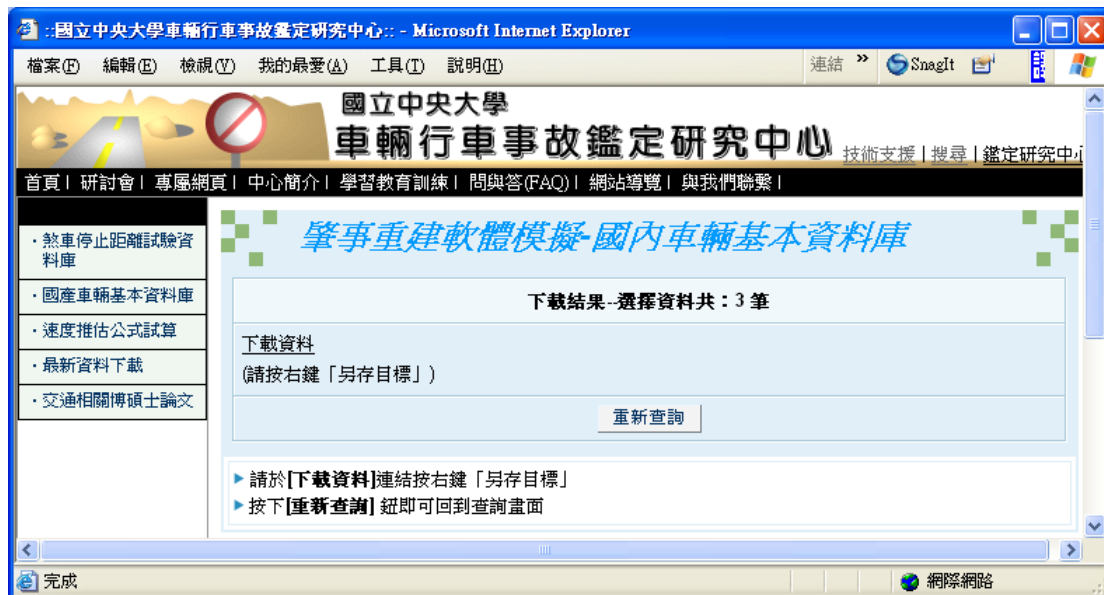 ::國立中央大學車輛行車事故鑑定研究中心:: - Microsoft Internet Explorer
檔案(F) 編輯(E) 檢視(V) 我的最愛(A) 工具(T) 說明(H) 連結 » SnagIt
國立中央大學
車輛行車事故鑑定研究中心
技術支援 | 搜尋 | 鑑定研究中心
首頁 | 研討會 | 專屬網頁 | 中心簡介 | 學習教育訓練 | 問與答(FAQ) | 網站導覽 | 與我們聯繫 |
・煞車停止距離試驗資
料庫
・國產車輛基本資料庫
・速度推估公式試算
・最新資料下載
・交通相關博碩士論文
肇事重建軟體模擬-國內車輛基本資料庫
下載結果--選擇資料共:3 筆
下載資料
(請按右鍵「另存目標」)
重新查詢
請於[下載資料]連結按右鍵「另存目標」
按下[重新查詢] 鈕即可回到查詢畫面
完成
網際網路